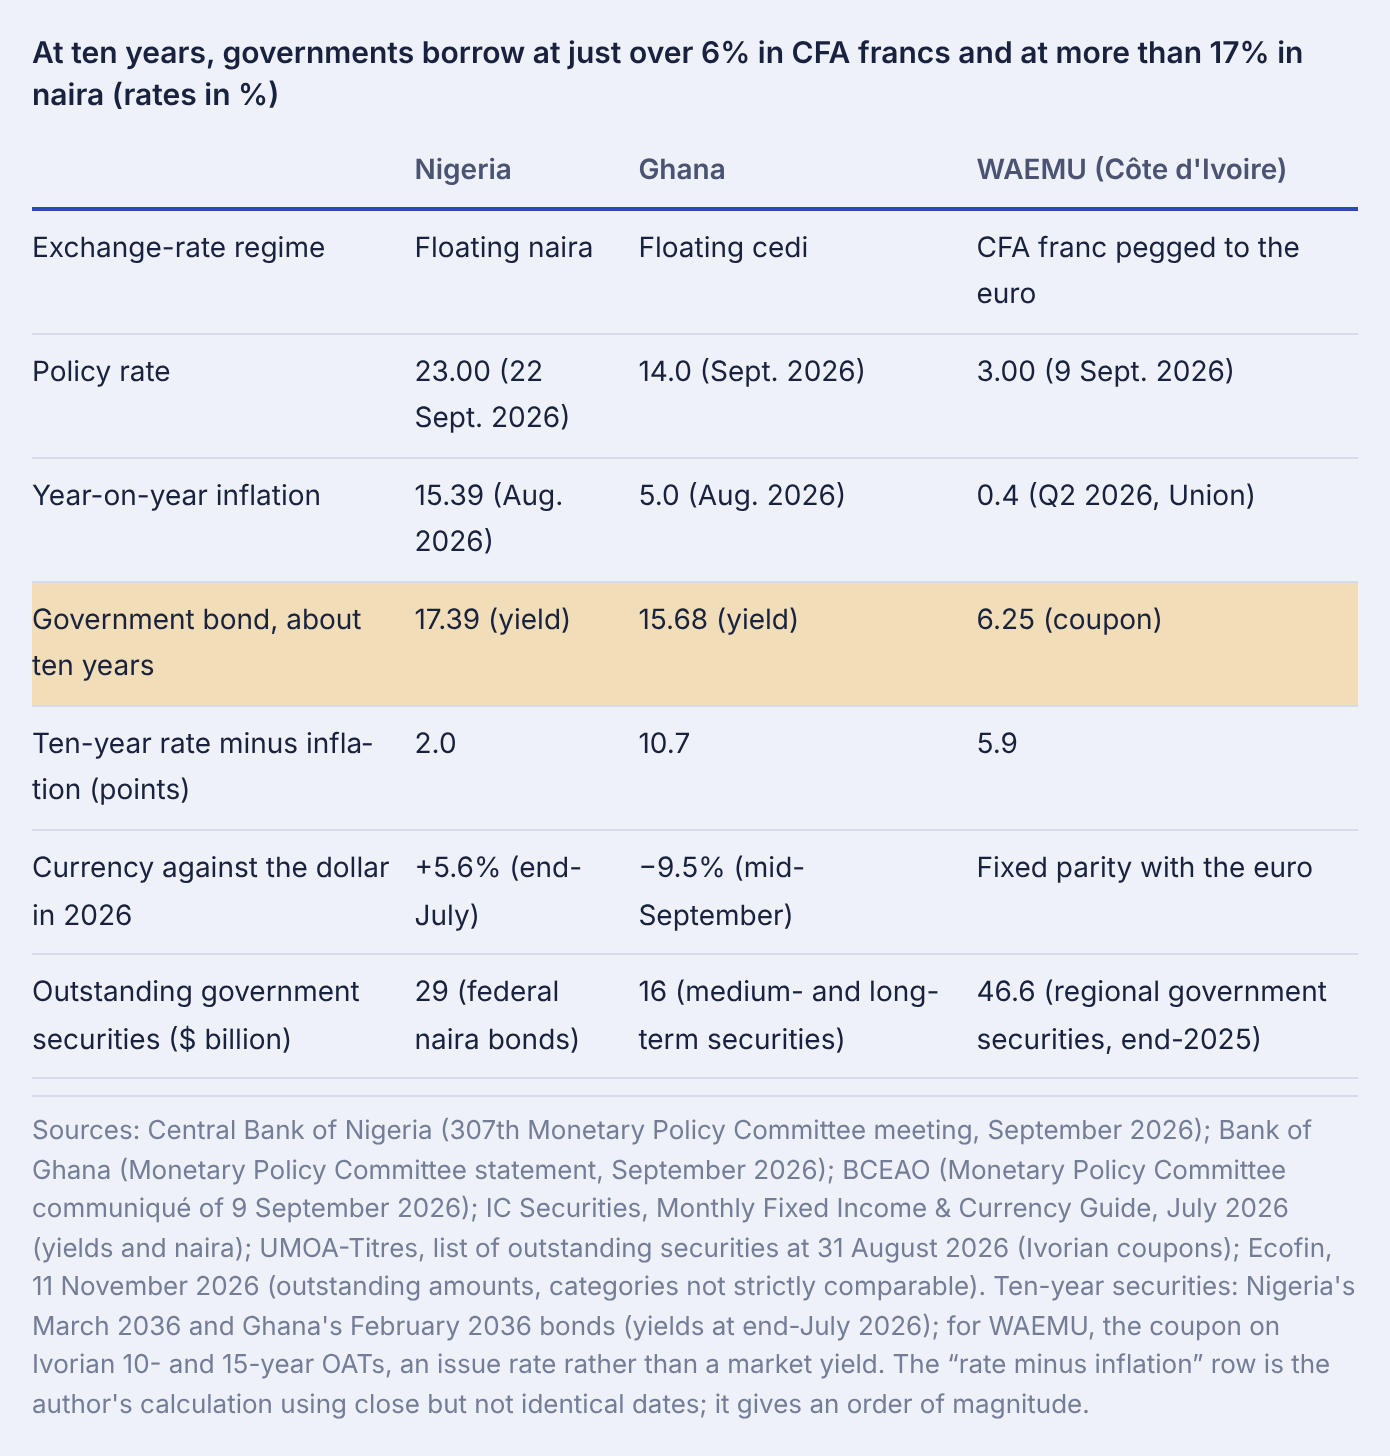 At ten years, governments borrow at just over 6% in CFA francs and at more than 17% in
naira (rates in %)
Nigeria Ghana WAEMU (Côte d'Ivoire)
Exchange-rate regime Floating naira Floating cedi CFA franc pegged to the
euro
Policy rate 23.00 (22 14.0 (Sept. 2026) 3.00 (9 Sept. 2026)
Sept. 2026)
Year-on-year inflation 15.39 (Aug. 5.0 (Aug. 2026) 0.4 (Q2 2026, Union)
2026)
Government bond, about 17.39 (yield) 15.68 (yield) 6.25 (coupon)
ten years
Ten-year rate minus infla- 2.0 10.7 5.9
tion (points)
Currency against the dollar +5.6% (end- −9.5% (mid- Fixed parity with the euro
in 2026 July) September)
Outstanding government 29 (federal 16 (medium- and long- 46.6 (regional government
securities ($ billion) naira bonds) term securities) securities, end-2025)
Sources: Central Bank of Nigeria (307th Monetary Policy Committee meeting, September 2026); Bank of
Ghana (Monetary Policy Committee statement, September 2026); BCEAO (Monetary Policy Committee
communiqué of 9 September 2026); IC Securities, Monthly Fixed Income & Currency Guide, July 2026
(yields and naira); UMOA-Titres, list of outstanding securities at 31 August 2026 (Ivorian coupons); Ecofin,
11 November 2026 (outstanding amounts, categories not strictly comparable). Ten-year securities: Nigeria's
March 2036 and Ghana's February 2036 bonds (yields at end-July 2026); for WAEMU, the coupon on
Ivorian 10- and 15-year OATs, an issue rate rather than a market yield. The “rate minus inflation” row is the
author's calculation using close but not identical dates; it gives an order of magnitude.